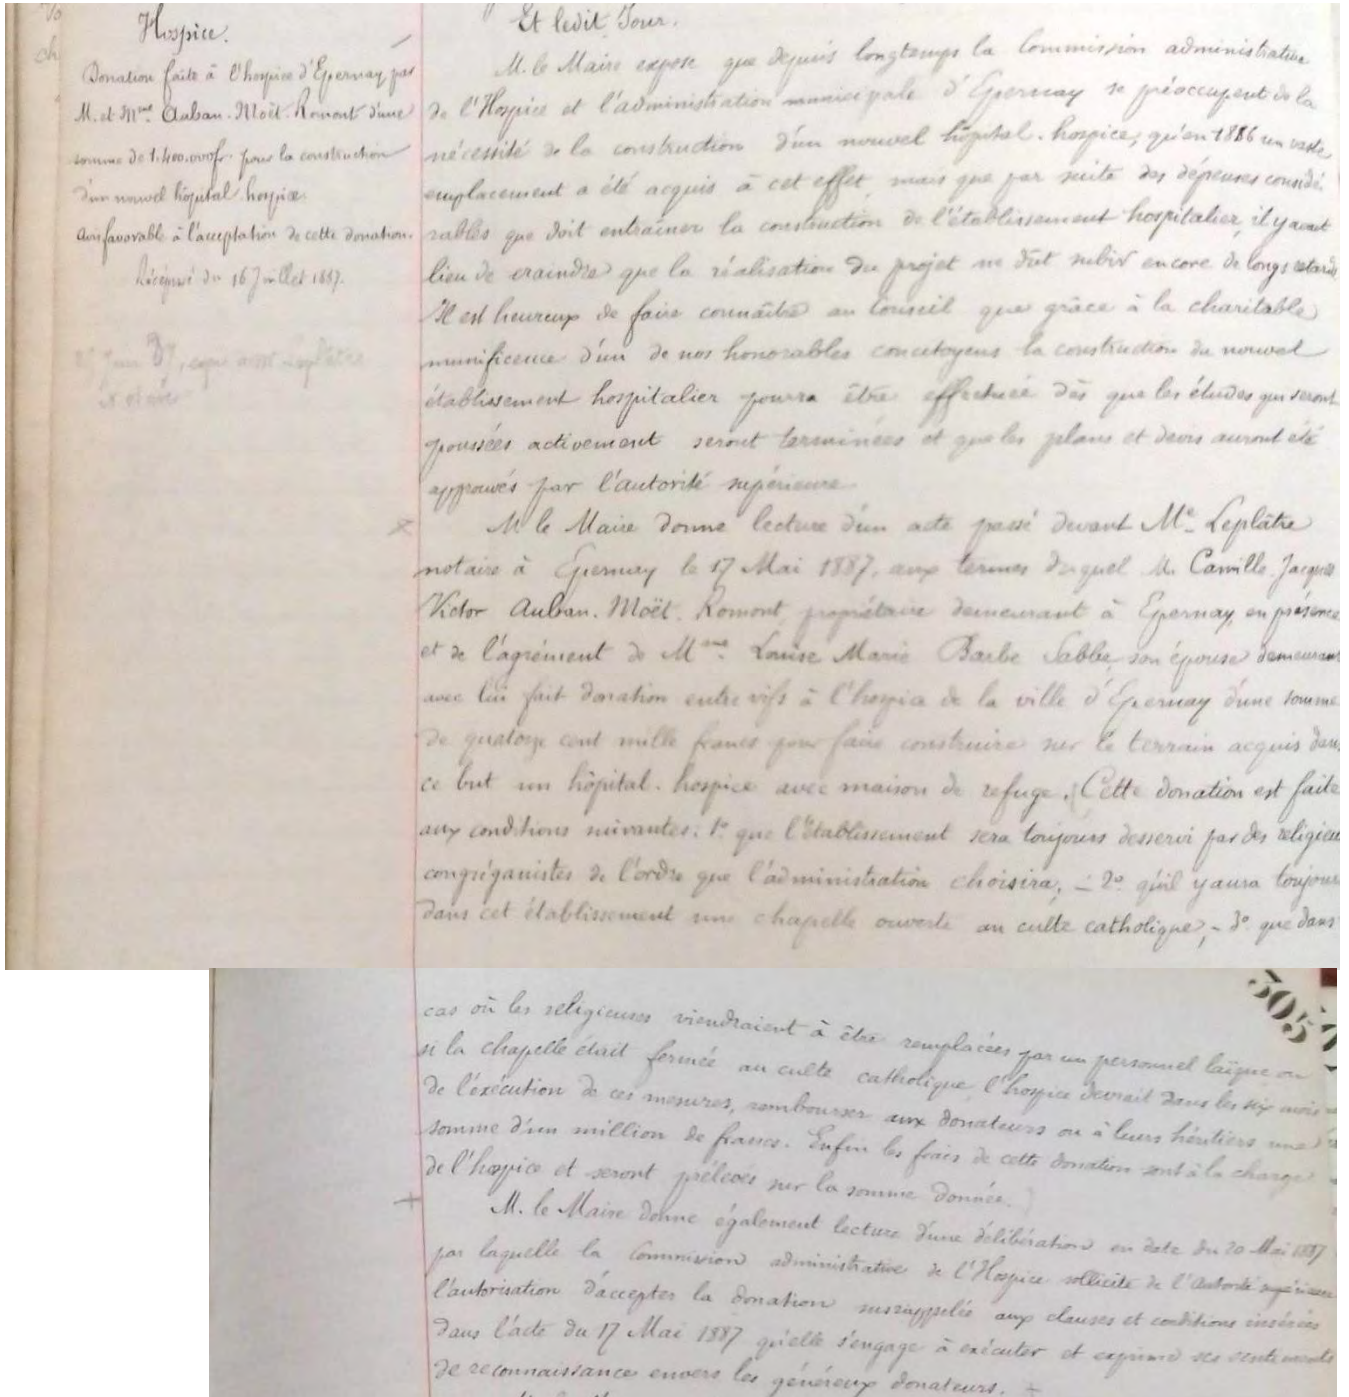 Hospice.
Donation faite à l'hospice d'Epernay, par
M. et Mme Auban. Moët. Romont d'une
somme de 1.400.000fr. pour la construction
d'un nouvel hôpital. hospice.
Avis favorable à l'acceptation de cette donation.
Récépissé du 16 Juillet 1887.
Et ledit Jour.
M. le Maire expose que depuis longtemps la Commission administrative
de l'Hospice et l'administration municipale d'Epernay se préoccupent de la
nécessité de la construction d'un nouvel hôpital. hospice, qu'en 1886 un vaste
emplacement a été acquis à cet effet, mais que par suite des dépenses considé
rables que doit entraîner la construction de l'établissement hospitalier, il y avait
lieu de craindre que la réalisation du projet ne dût subir encore de longs retards.
Il est heureux de faire connaître au Conseil que grâce à la charitable
munificence d'un de nos honorables concitoyens la construction du nouvel
établissement hospitalier pourra être effectuée dès que les études qui seront
poussées activement seront terminées et que les plans et devis auront été
approuvés par l'autorité supérieure.
M. le Maire donne lecture d'un acte passé devant Me Leplâtre
notaire à Epernay le 17 Mai 1887, aux termes duquel M. Camille Jacques
Victor Auban. Moët. Romont, propriétaire demeurant à Epernay, en présence
et de l'agrément de Mme Louise Marie Barbe Sabbe, son épouse demeurant
avec lui fait donation entre vifs à l'hospice de la ville d'Epernay d'une somme
de quatorze cent mille francs pour faire construire sur le terrain acquis dans
ce but un hôpital. hospice avec maison de refuge. (Cette donation est faite
aux conditions suivantes: 1º que l'établissement sera toujours desservi par des religieu
congréganistes de l'ordre que l'administration choisira; – 2º qu'il y aura toujours
dans cet établissement une chapelle ouverte au culte catholique; – 3º que dans
305
cas où les religieuses viendraient à être remplacées par un personnel laïque ou
si la chapelle était fermée au culte catholique, l'hospice devrait dans les six mois
de l'exécution de ces mesures, rembourser aux donateurs ou à leurs héritiers une
somme d'un million de francs. Enfin les frais de cette donation sont à la charge
de l'hospice et seront prélevés sur la somme donnée.)
M. le Maire donne également lecture d'une délibération en date du 20 Mai 1887
par laquelle la Commission administrative de l'Hospice sollicite de l'Autorité supérieure
l'autorisation d'accepter la donation susrappelée aux clauses et conditions insérées
dans l'acte du 17 Mai 1887 qu'elle s'engage à exécuter et exprime ses sentiments
de reconnaissance envers les généreux donateurs. –